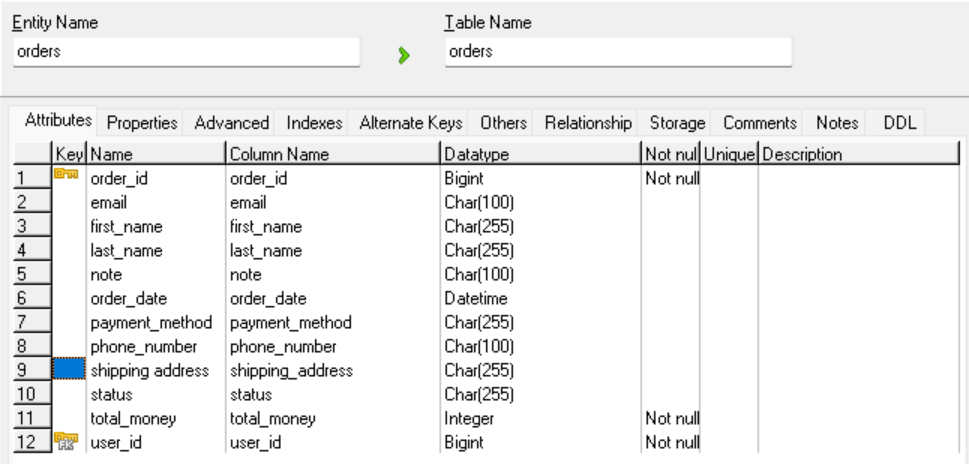 Entity Name Table Name
orders orders
Attributes Properties Advanced Indexes Alternate Keys Others Relationship Storage Comments Notes DDL
Key Name Column Name Datatype Not nul Unique Description
1 order_id order_id Bigint Not null
2 email email Char(100)
3 first_name first_name Char(255)
4 last_name last_name Char(255)
5 note note Char(100)
6 order_date order_date Datetime
7 payment_method payment_method Char(255)
8 phone_number phone_number Char(100)
9 shipping address shipping_address Char(255)
10 status status Char(255)
11 total_money total_money Integer Not null
12 FK user_id user_id Bigint Not null